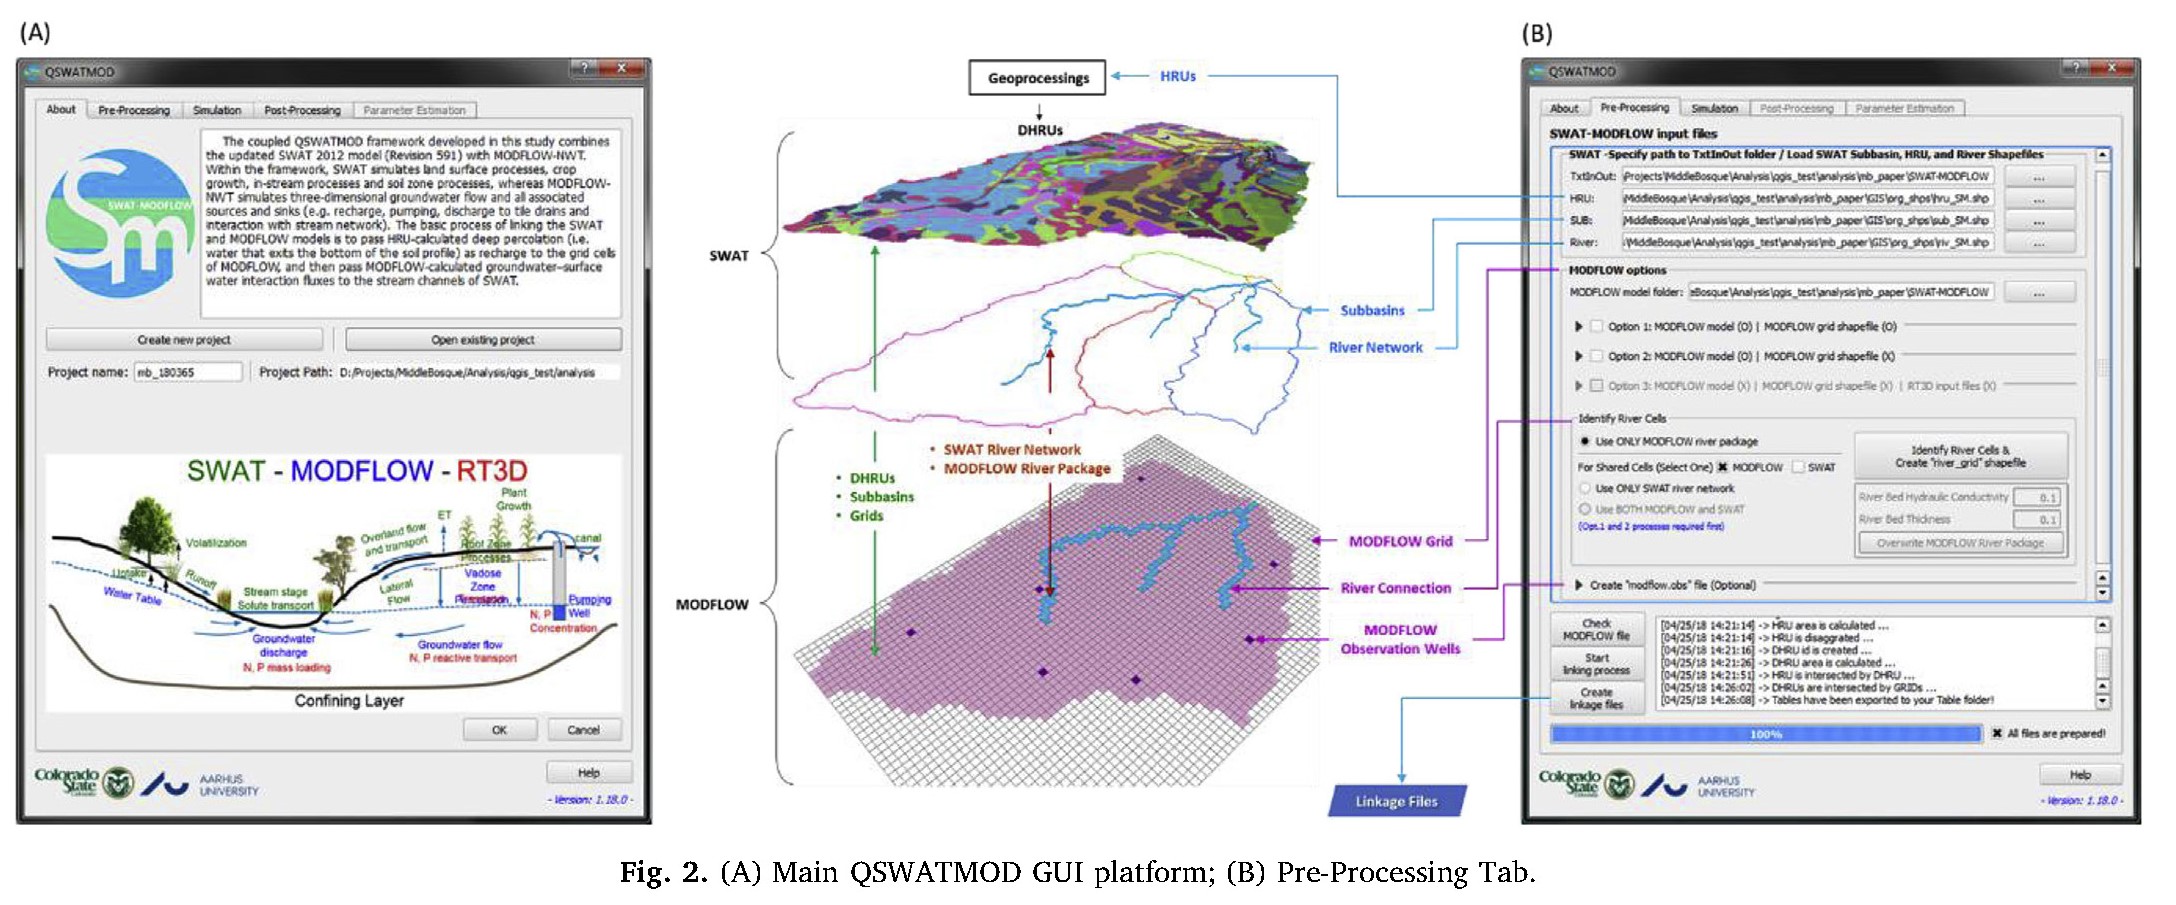 (A)
QSWATMOD
About Pre-Processing Simulation Post-Processing Parameter Estimation
SWAT-MODFLOW
Sm
The coupled QSWATMOD framework developed in this study combines
the updated SWAT 2012 model (Revision 591) with MODFLOW-NWT.
Within the framework, SWAT simulates land surface processes, crop
growth, in-stream processes and soil zone processes, whereas MODFLOW-
NWT simulates three-dimensional groundwater flow and all associated
sources and sinks (e.g. recharge, pumping, discharge to tile drains and
interaction with stream network). The basic process of linking the SWAT
and MODFLOW models is to pass HRU-calculated deep percolation (i.e.
water that exits the bottom of the soil profile) as recharge to the grid cells
of MODFLOW, and then pass MODFLOW-calculated groundwater–surface
water interaction fluxes to the stream channels of SWAT.
Create new project Open existing project
Project name: mb_180365 Project Path: D:/Projects/MiddleBosque/Analysis/qgis_test/analysis
SWAT - MODFLOW - RT3D
Plant
Growth
ET
Overland flow
and transport
canal
Volatilization
Root Zone
Processes
Uptake
Runoff
Vadose
Zone
Percolation
Lateral
Flow
Water Table
Stream stage
Solute transport
Pumping
Well
N, P
Concentration
Groundwater
discharge
N, P mass loading
Groundwater flow
N, P reactive transport
Confining Layer
OK Cancel
Colorado
State
AARHUS
UNIVERSITY
Help
- Version: 1.18.0 -
Geoprocessings
HRUs
DHRUs
SWAT
Subbasins
River Network
• SWAT River Network
• MODFLOW River Package
• DHRUs
• Subbasins
• Grids
MODFLOW
MODFLOW Grid
River Connection
MODFLOW
Observation Wells
Linkage Files
(B)
QSWATMOD
About Pre-Processing Simulation Post-Processing Parameter Estimation
SWAT-MODFLOW input files
SWAT -Specify path to TxtInOut folder / Load SWAT Subbasin, HRU, and River Shapefiles
TxtInOut: \Projects\MiddleBosque\Analysis\qgis_test\analysis\mb_paper\SWAT-MODFLOW ...
HRU: MiddleBosque\Analysis\qgis_test\analysis\mb_paper\GIS\org_shps\hru_SM.shp ...
SUB: MiddleBosque\Analysis\qgis_test\analysis\mb_paper\GIS\org_shps\sub_SM.shp ...
River: \MiddleBosque\Analysis\qgis_test\analysis\mb_paper\GIS\org_shps\riv_SM.shp ...
MODFLOW options
MODFLOW model folder: eBosque\Analysis\qgis_test\analysis\mb_paper\SWAT-MODFLOW ...
Option 1: MODFLOW model (O) | MODFLOW grid shapefile (O)
Option 2: MODFLOW model (O) | MODFLOW grid shapefile (X)
Option 3: MODFLOW model (X) | MODFLOW grid shapefile (X) | RT3D input files (X)
Identify River Cells
Use ONLY MODFLOW river package
For Shared Cells (Select One) MODFLOW SWAT
Use ONLY SWAT river network
Use BOTH MODFLOW and SWAT
(Opt.1 and 2 processes required first)
Identify River Cells &
Create "river_grid" shapefile
River Bed Hydraulic Conductivity 0.1
River Bed Thickness 0.1
Overwrite MODFLOW River Package
Create "modflow.obs" file (Optional)
Check
MODFLOW file
Start
linking process
Create
linkage files
[04/25/18 14:21:14] -> HRU area is calculated ...
[04/25/18 14:21:14] -> HRU is disaggrated ...
[04/25/18 14:21:16] -> DHRU id is created ...
[04/25/18 14:21:26] -> DHRU area is calculated ...
[04/25/18 14:21:51] -> HRU is intersected by DHRU ...
[04/25/18 14:26:02] -> DHRUs are intersected by GRIDs ...
[04/25/18 14:26:08] -> Tables have been exported to your Table folder!
100% All files are prepared!
Colorado
State
AARHUS
UNIVERSITY
Help
- Version: 1.18.0 -
Fig. 2. (A) Main QSWATMOD GUI platform; (B) Pre-Processing Tab.